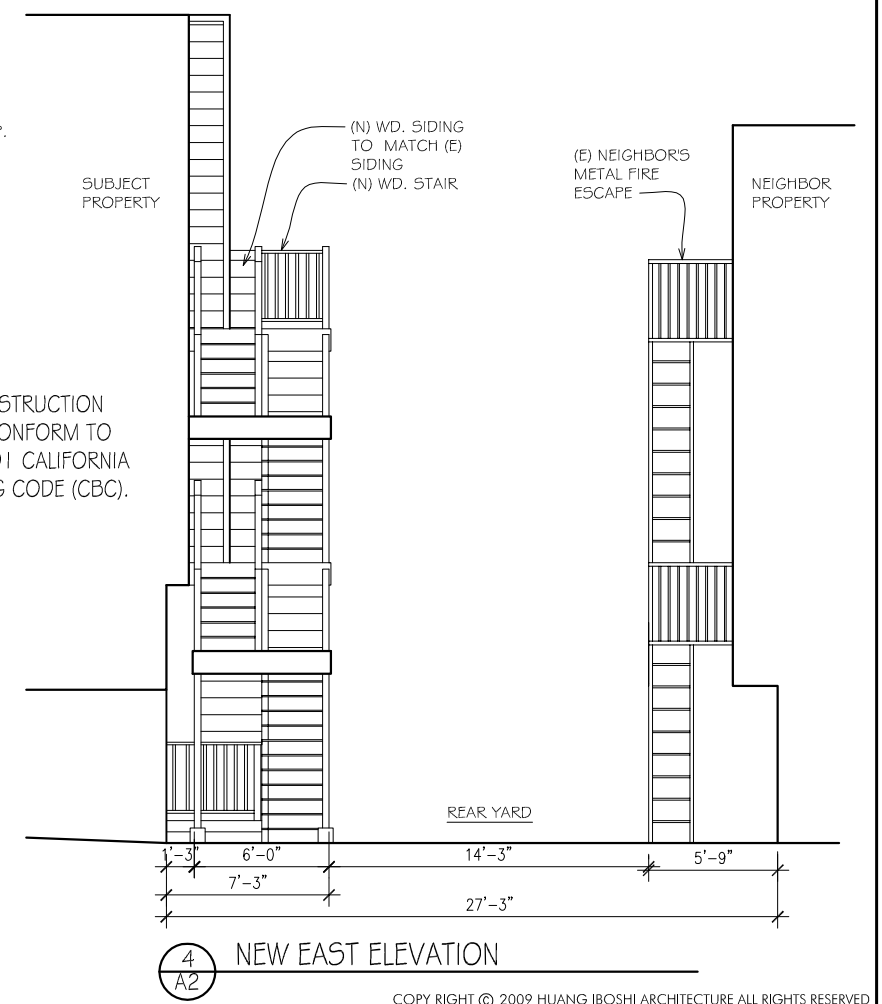 (N) WD. SIDING
TO MATCH (E)
SIDING
(N) WD. STAIR
(E) NEIGHBOR'S
METAL FIRE
ESCAPE
SUBJECT
PROPERTY
NEIGHBOR
PROPERTY
STRUCTION
ONFORM TO
CALIFORNIA
CODE (CBC).
REAR YARD
1'-3"
6'-0"
14'-3"
5'-9"
7'-3"
27'-3"
4
A2
NEW EAST ELEVATION
COPY RIGHT © 2009 HUANG IBOSHI ARCHITECTURE ALL RIGHTS RESERVED